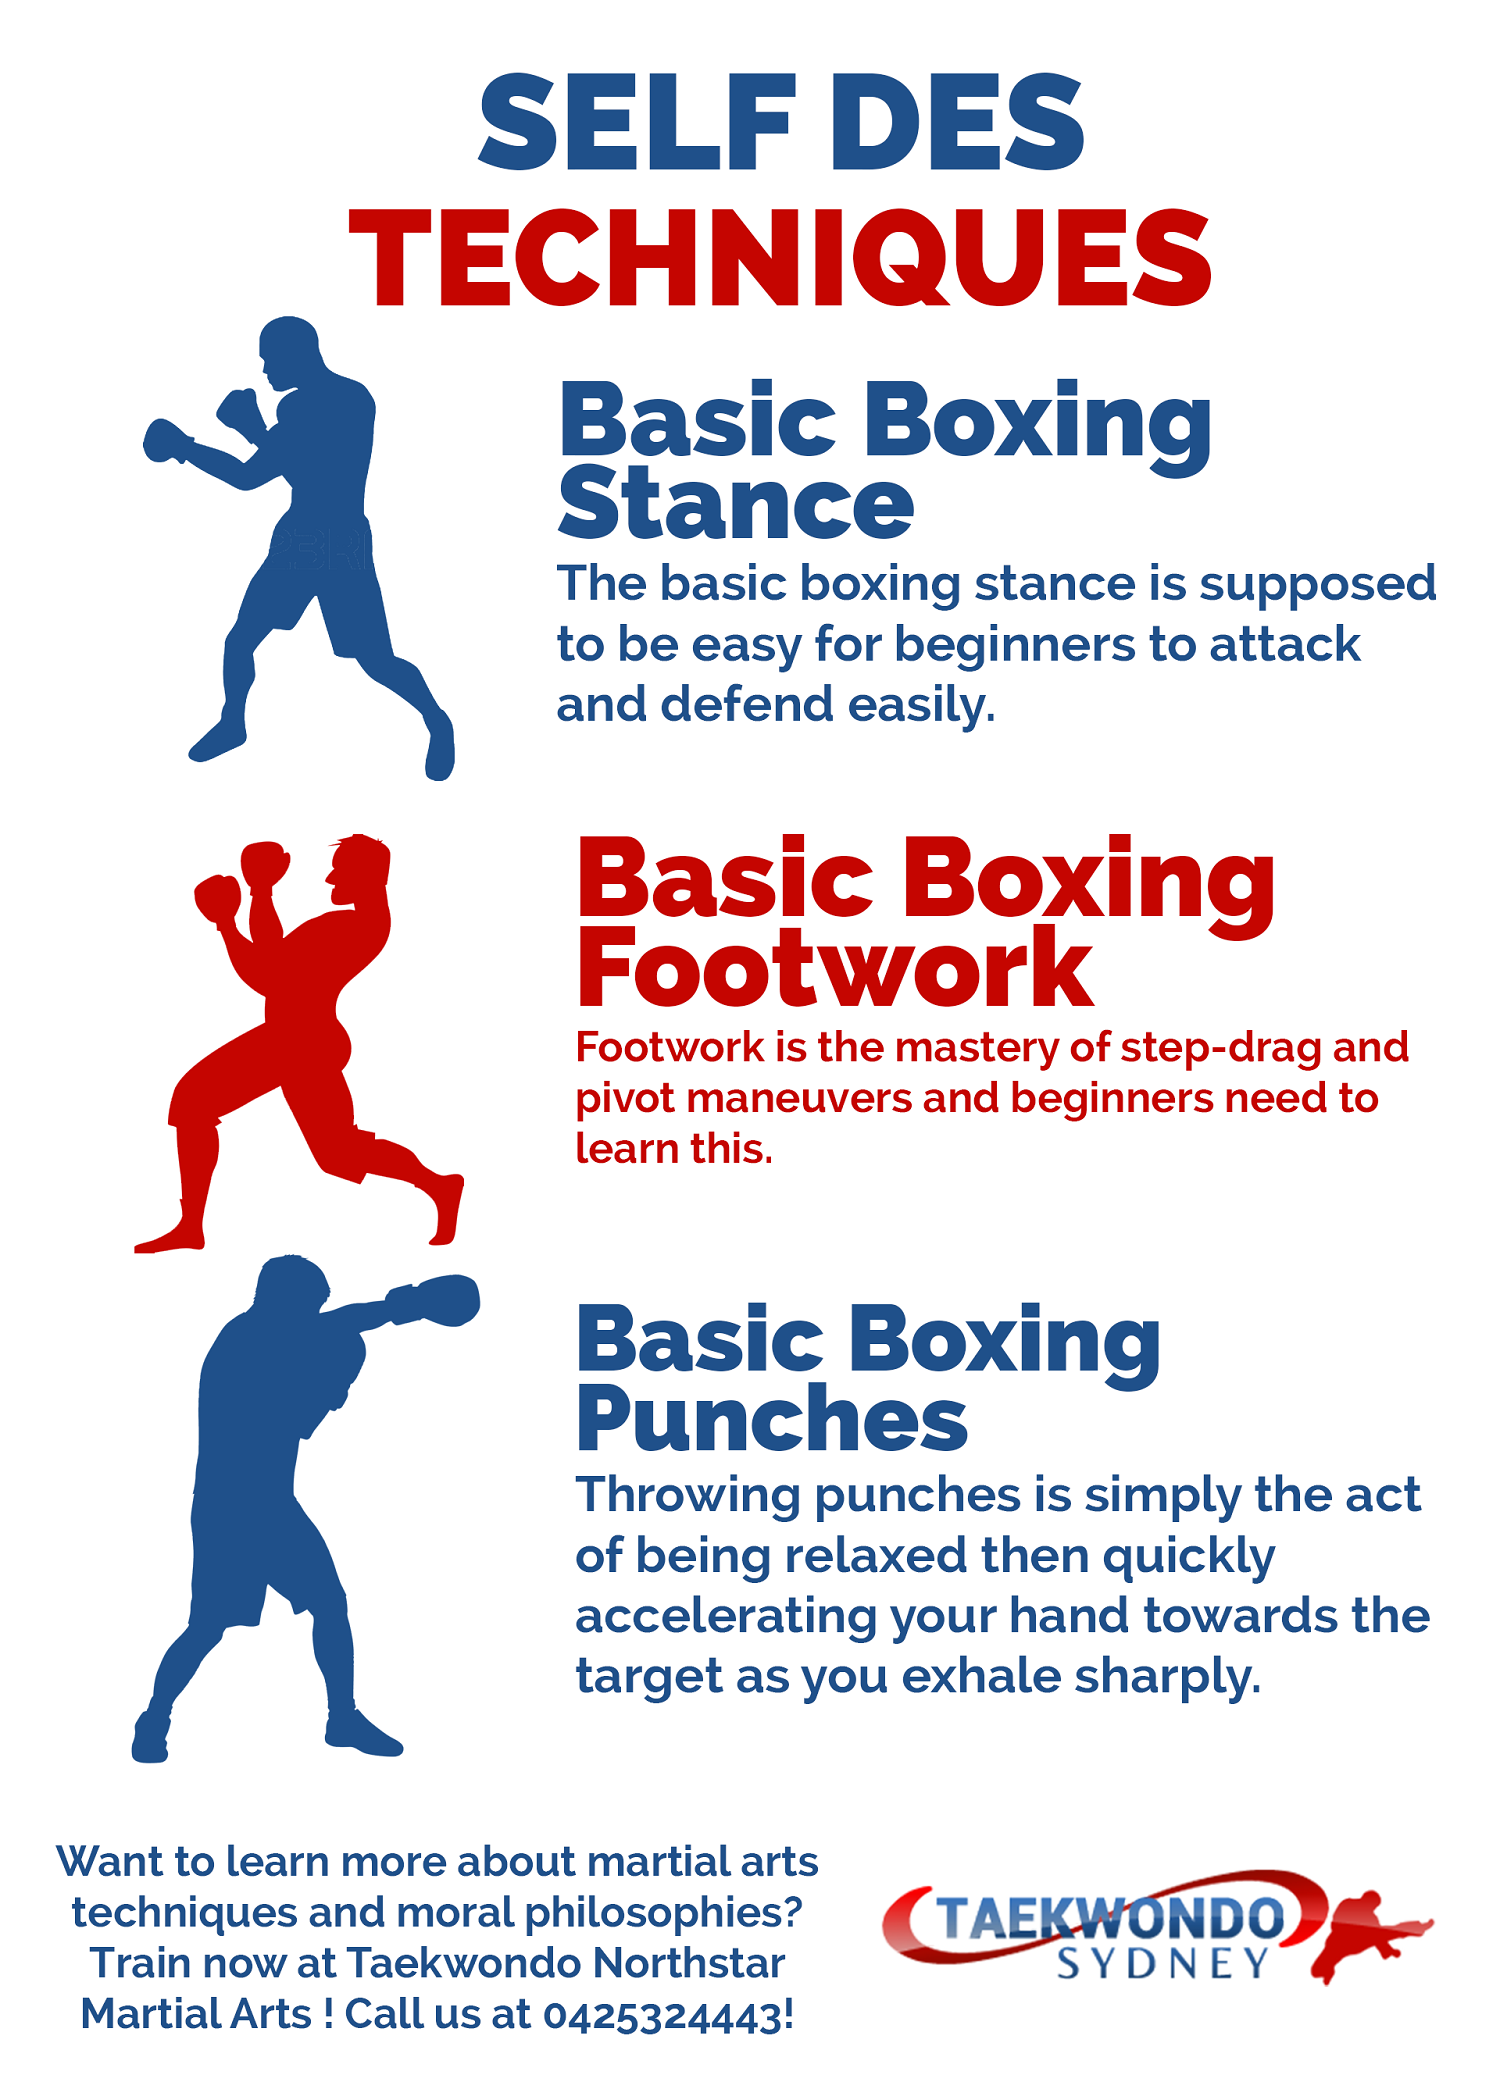 SELF DES
TECHNIQUES
Basic Boxing
Stance
The basic boxing stance is supposed
to be easy for beginners to attack
and defend easily.
Basic Boxing
Footwork
Footwork is the mastery of step-drag and
pivot maneuvers and beginners need to
learn this.
Basic Boxing
Punches
Throwing punches is simply the act
of being relaxed then quickly
accelerating your hand towards the
target as you exhale sharply.
Want to learn more about martial arts
techniques and moral philosophies?
Train now at Taekwondo Northstar
Martial Arts ! Call us at 0425324443!
TAEKWONDO
SYDNEY